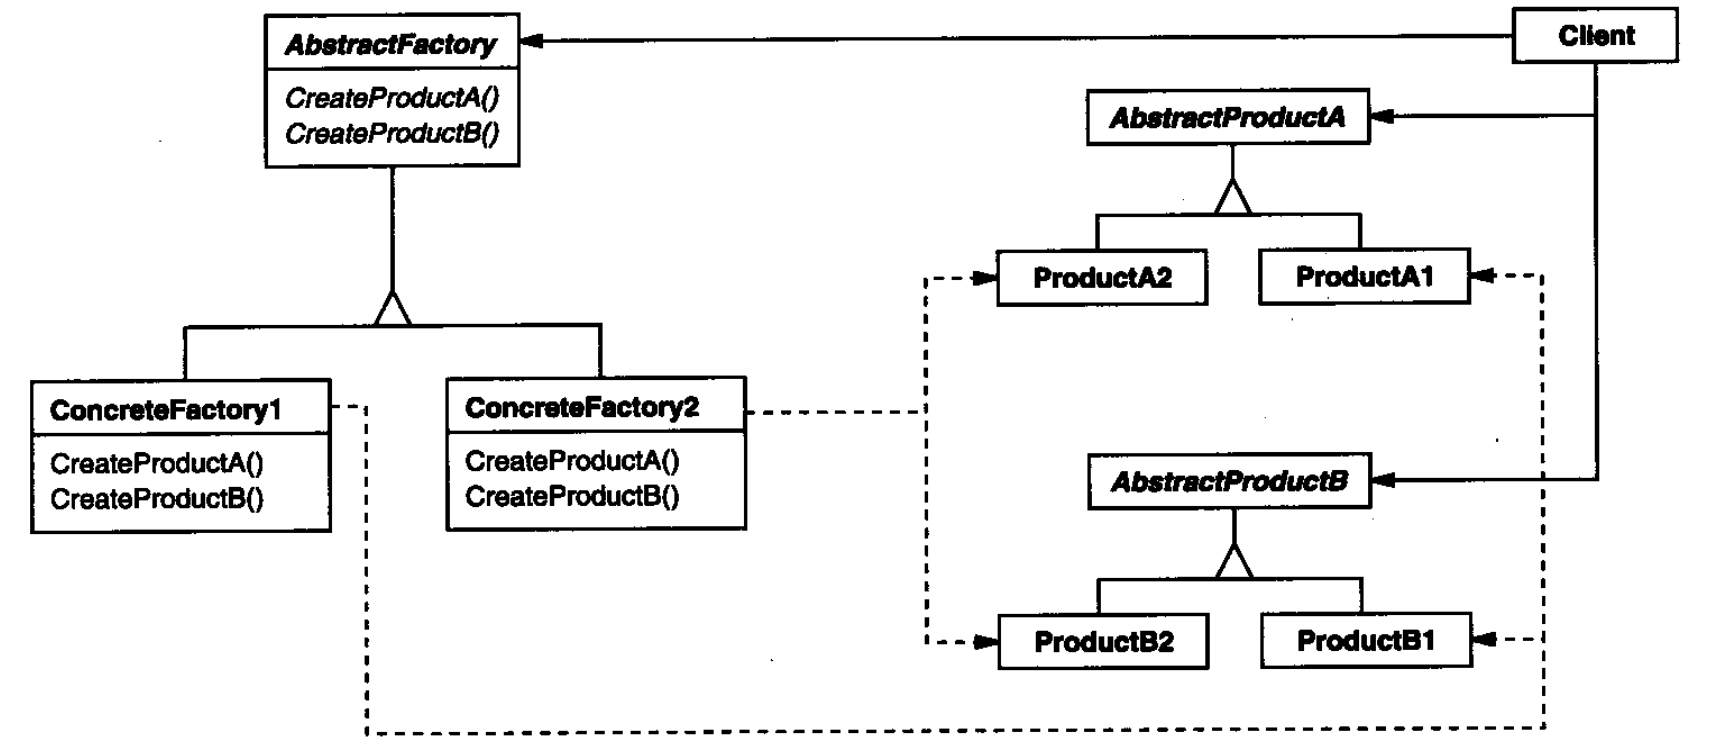 AbstractFactory
CreateProductA()
CreateProductB()
Client
AbstractProductA
ProductA2
ProductA1
ConcreteFactory1
CreateProductA()
CreateProductB()
ConcreteFactory2
CreateProductA()
CreateProductB()
AbstractProductB
ProductB2
ProductB1